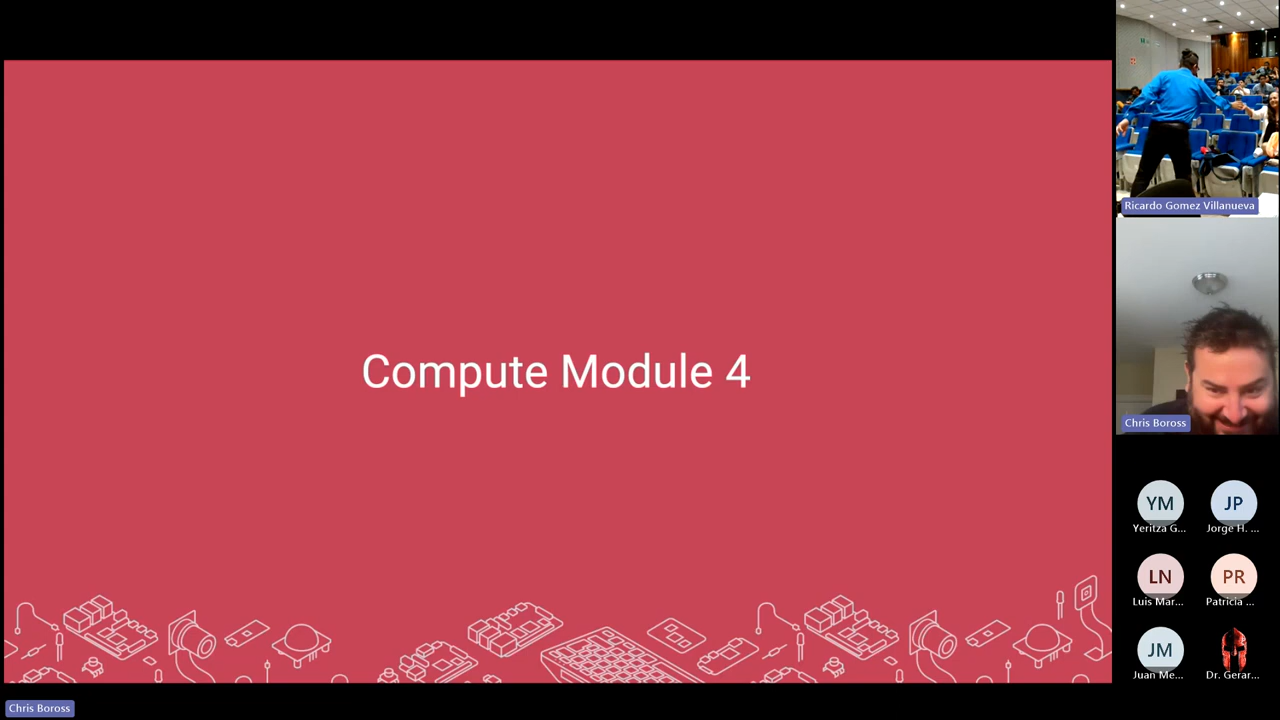 Compute Module 4
Ricardo Gomez Villanueva
Chris Boross
YM
JP
Yeritza G...
Jorge H. ...
LN
PR
Luis Mar...
Patricia ...
JM
Juan Me...
Dr. Gerar...
Chris Boross